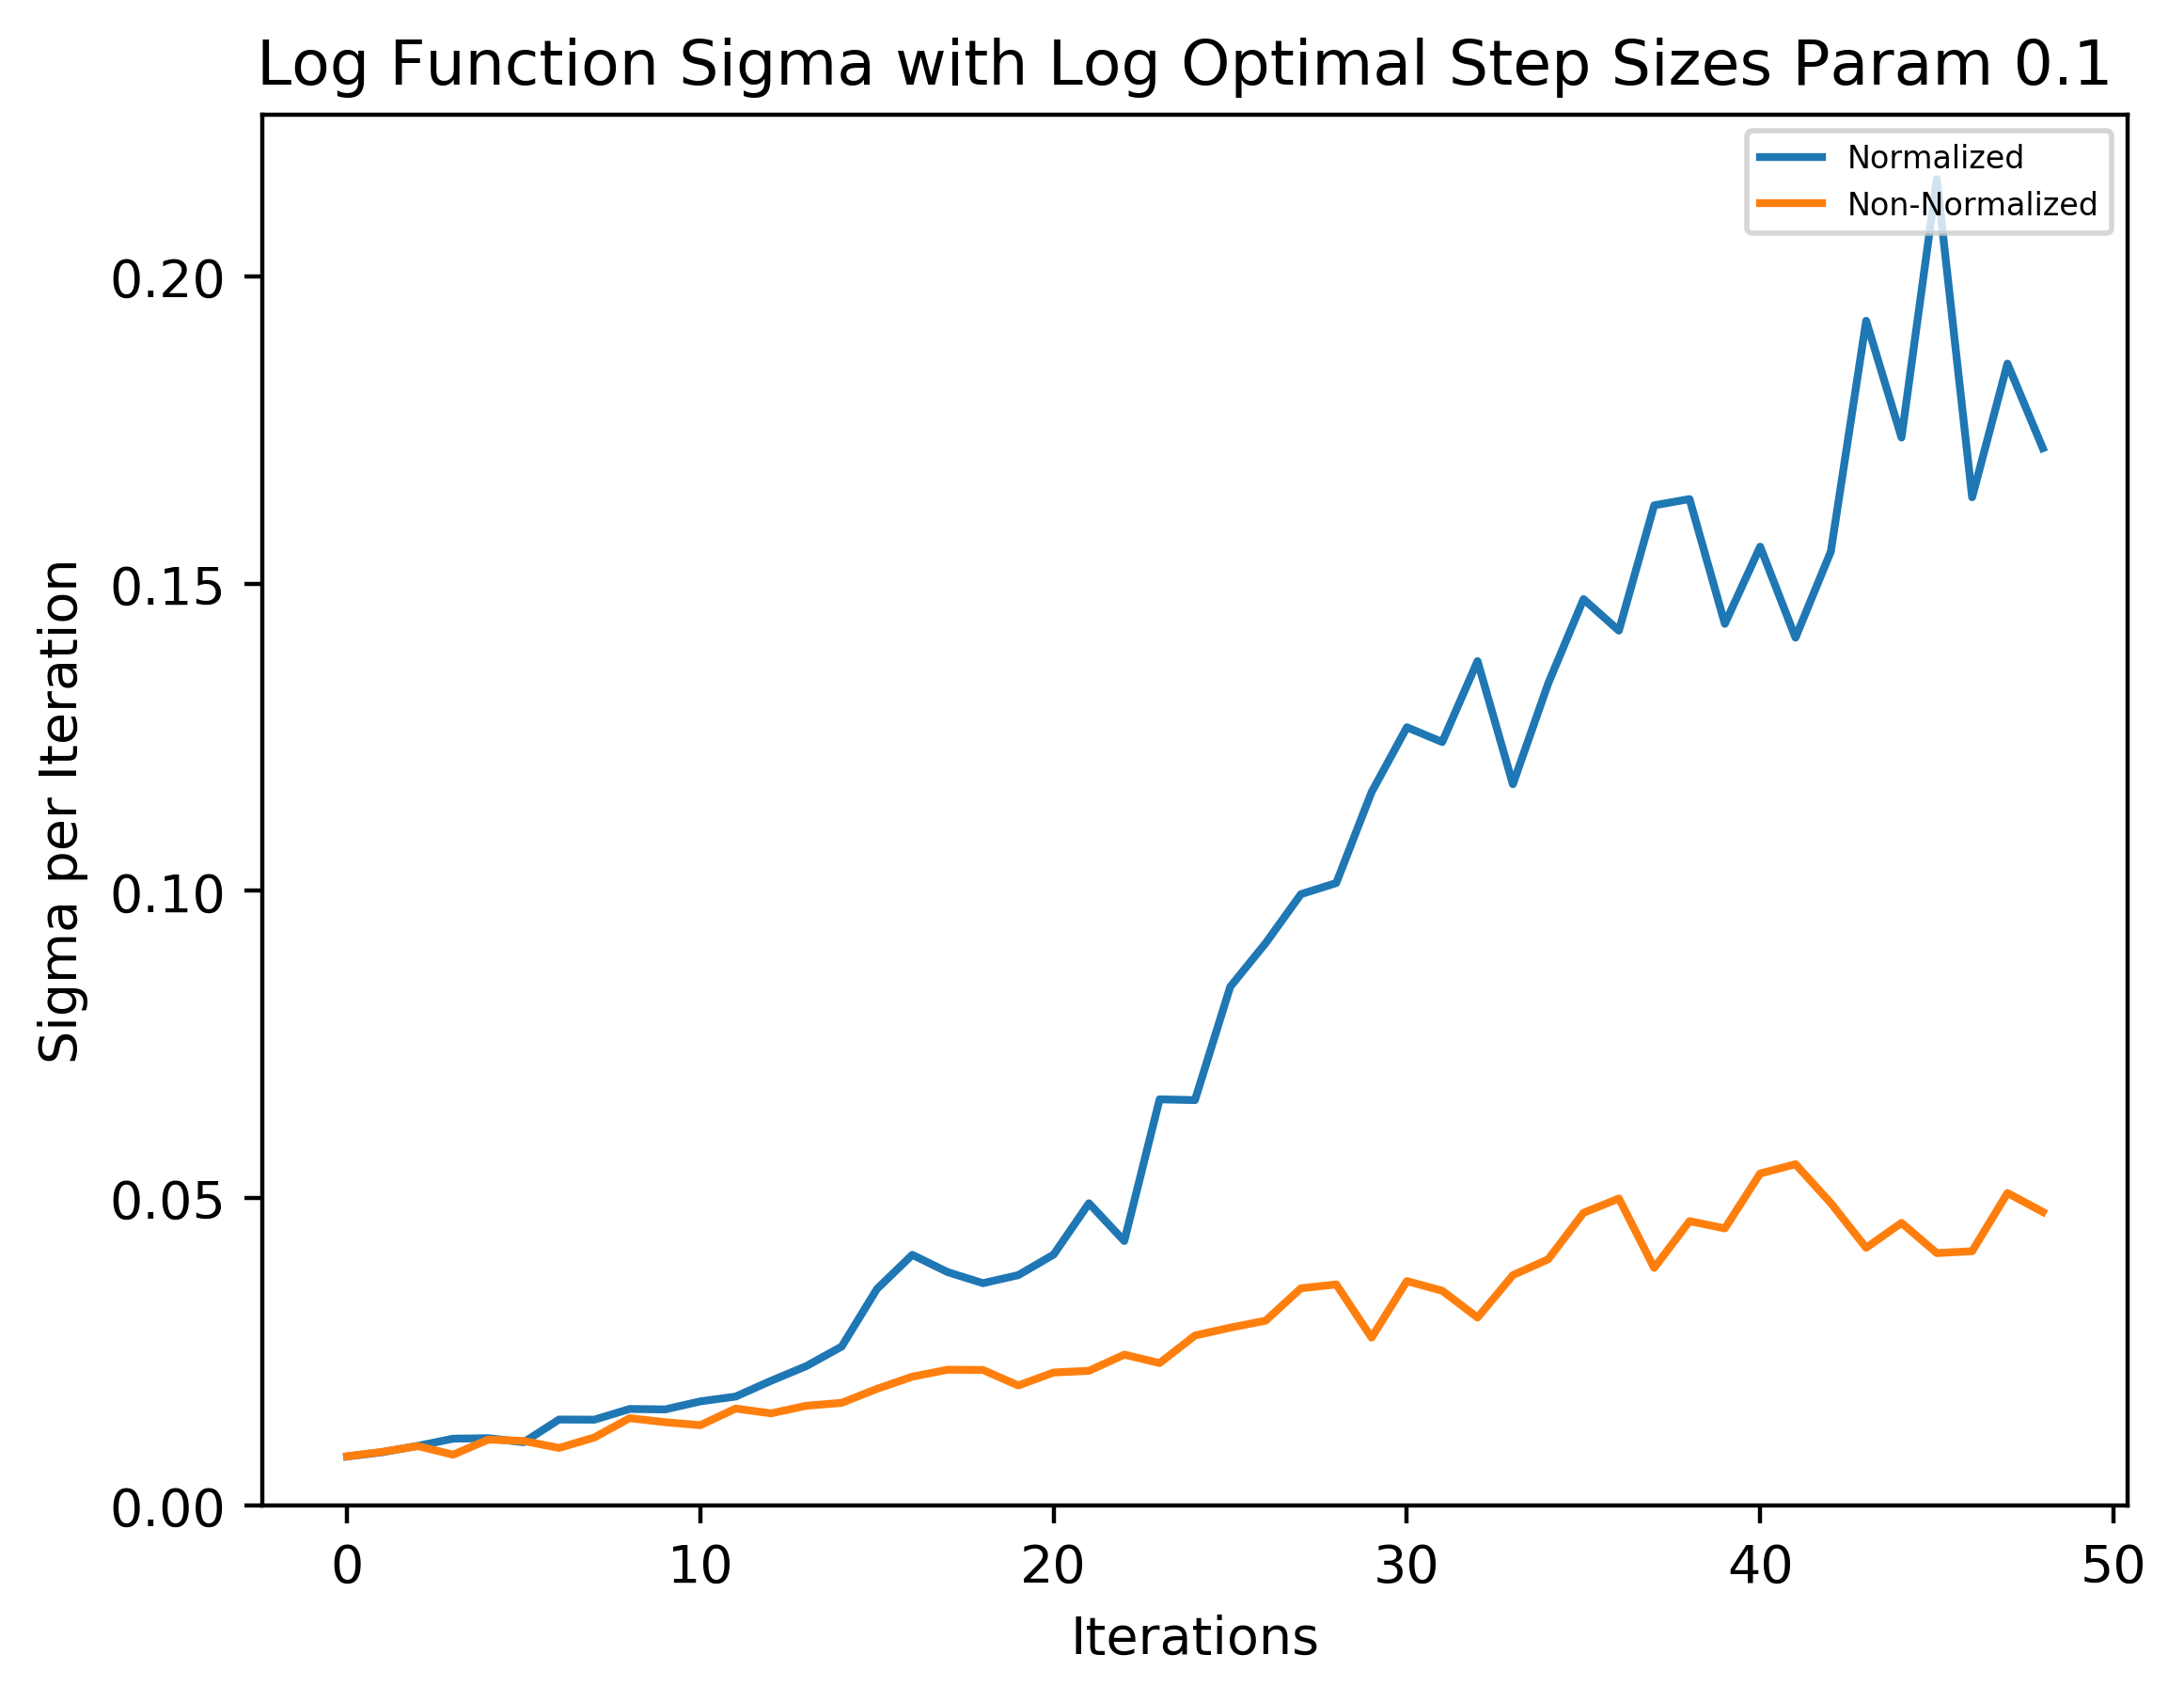 Log Function Sigma with Log Optimal Step Sizes Param 0.1
Normalized
Non-Normalized
0.20
0.15
0.10
0.05
0.00
Sigma per Iteration
0 10 20 30 40 50
Iterations